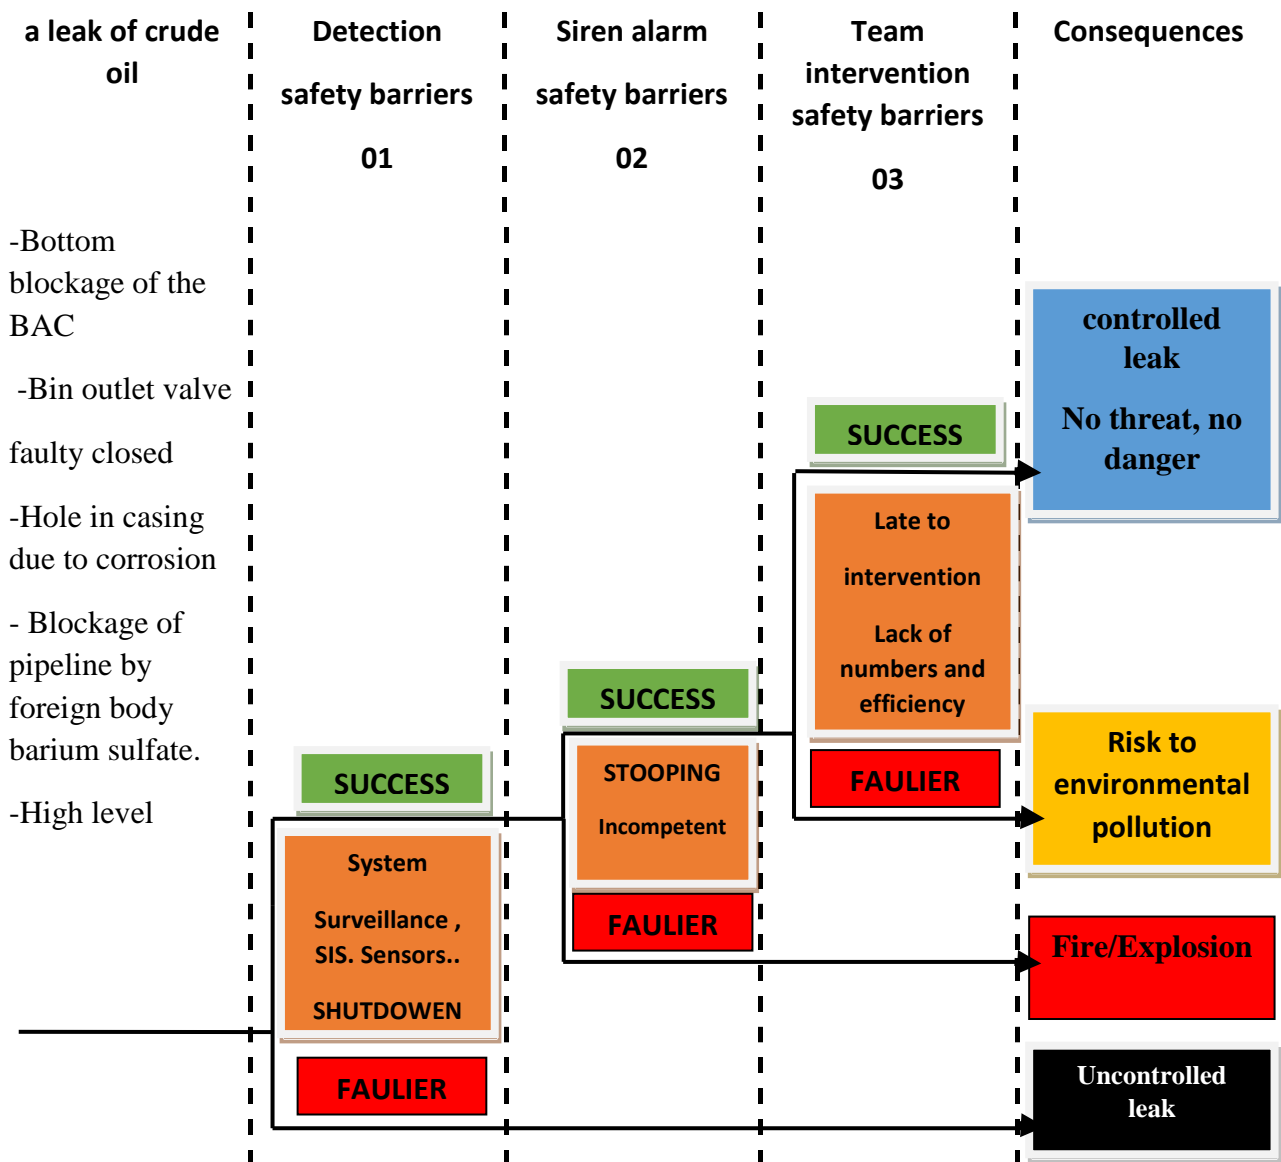 a leak of crude
oil
Detection
safety barriers
01
Siren alarm
safety barriers
02
Team
intervention
safety barriers
03
Consequences
-Bottom
blockage of the
BAC
-Bin outlet valve
faulty closed
-Hole in casing
due to corrosion
- Blockage of
pipeline by
foreign body
barium sulfate.
-High level
SUCCESS
System
Surveillance ,
SIS. Sensors..
SHUTDOWEN
FAULIER
SUCCESS
STOOPING
Incompetent
FAULIER
SUCCESS
Late to
intervention
Lack of
numbers and
efficiency
FAULIER
controlled
leak
No threat, no
danger
Risk to
environmental
pollution
Fire/Explosion
Uncontrolled
leak